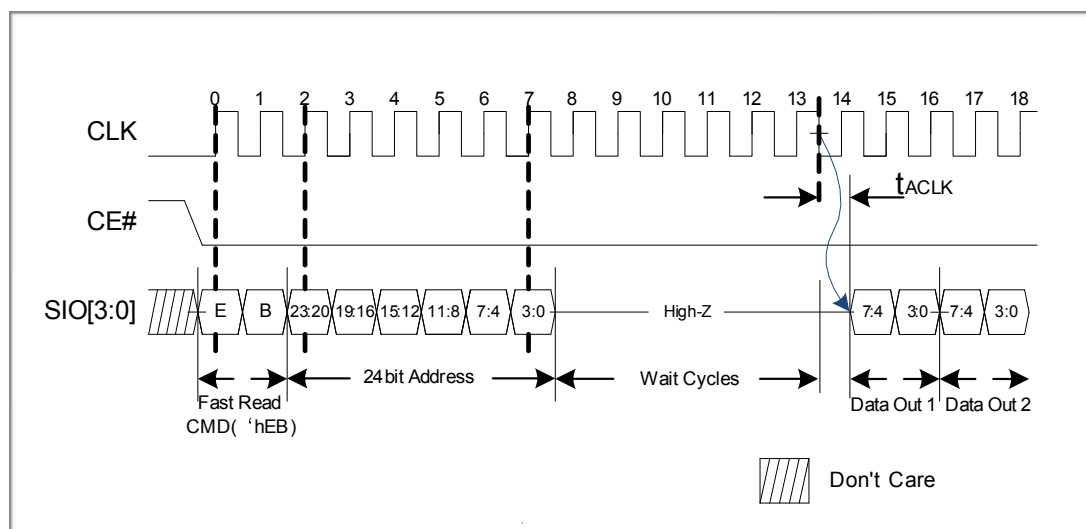 0 1 2 3 4 5 6 7 8 9 10 11 12 13 14 15 16 17 18
CLK
tACLK
CE#
SIO[3:0]
E B 23:20 19:16 15:12 11:8 7:4 3:0 High-Z 7:4 3:0 7:4 3:0
24bit Address Wait Cycles
Fast Read
CMD( ‘hEB)
Data Out 1 Data Out 2
Don't Care